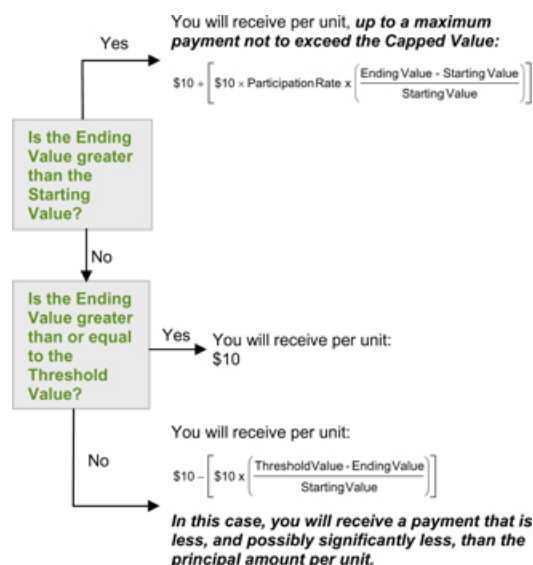 You will receive per unit, up to a maximum
Yes
payment not to exceed the Capped Value:
$10 + [$10 × Participation Rate x (Ending Value - Starting Value / Starting Value)]
Is the Ending
Value greater
than the
Starting
Value?
No
Is the Ending
Value greater
than or equal
to the
Threshold
Value?
Yes
You will receive per unit:
$10
You will receive per unit:
No
$10 – [$10 x (Threshold Value - Ending Value / Starting Value)]
In this case, you will receive a payment that is
less, and possibly significantly less, than the
principal amount per unit.